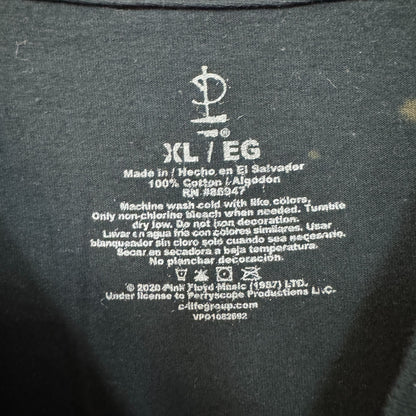 ®
XL / EG
Made in / Hecho en El Salvador
100% Cotton / Algodón
RN #86947
Machine wash cold with like colors.
Only non-chlorine bleach when needed. Tumble
dry low. Do not iron decoration.
Lavar en agua fria con colores similares. Usar
blanqueador sin cloro solo cuando sea necesario.
Secar en secadora a baja temperatura.
No planchar decoración.
© 2020 Pink Floyd Music (1987) LTD.
Under license to Perryscope Productions LLC.
c-lifegroup.com
VPO1082692